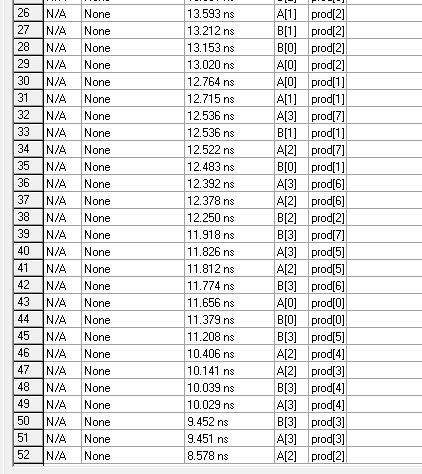 26 N/A None 13.593 ns A[1] prod[2]
27 N/A None 13.212 ns B[1] prod[2]
28 N/A None 13.153 ns B[0] prod[2]
29 N/A None 13.020 ns A[0] prod[2]
30 N/A None 12.764 ns A[0] prod[1]
31 N/A None 12.715 ns A[1] prod[1]
32 N/A None 12.536 ns A[3] prod[7]
33 N/A None 12.536 ns B[1] prod[1]
34 N/A None 12.522 ns A[2] prod[7]
35 N/A None 12.483 ns B[0] prod[1]
36 N/A None 12.392 ns A[3] prod[6]
37 N/A None 12.378 ns A[2] prod[6]
38 N/A None 12.250 ns B[2] prod[2]
39 N/A None 11.918 ns B[3] prod[7]
40 N/A None 11.826 ns A[3] prod[5]
41 N/A None 11.812 ns A[2] prod[5]
42 N/A None 11.774 ns B[3] prod[6]
43 N/A None 11.656 ns A[0] prod[0]
44 N/A None 11.379 ns B[0] prod[0]
45 N/A None 11.208 ns B[3] prod[5]
46 N/A None 10.406 ns A[2] prod[4]
47 N/A None 10.141 ns A[2] prod[3]
48 N/A None 10.039 ns B[3] prod[4]
49 N/A None 10.029 ns A[3] prod[4]
50 N/A None 9.452 ns B[3] prod[3]
51 N/A None 9.451 ns A[3] prod[3]
52 N/A None 8.578 ns A[2] prod[2]